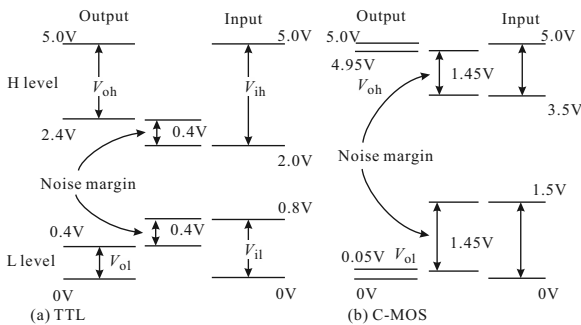 Output
Input
5.0V
5.0V
H level
Voh
Vih
2.4V
0.4V
2.0V
Noise margin
0.8V
0.4V
0.4V
L level
Vol
Vil
0V
0V
(a) TTL
Output
Input
5.0V
5.0V
4.95V
Voh
1.45V
3.5V
Noise margin
1.5V
1.45V
0.05V
Vol
0V
0V
(b) C-MOS